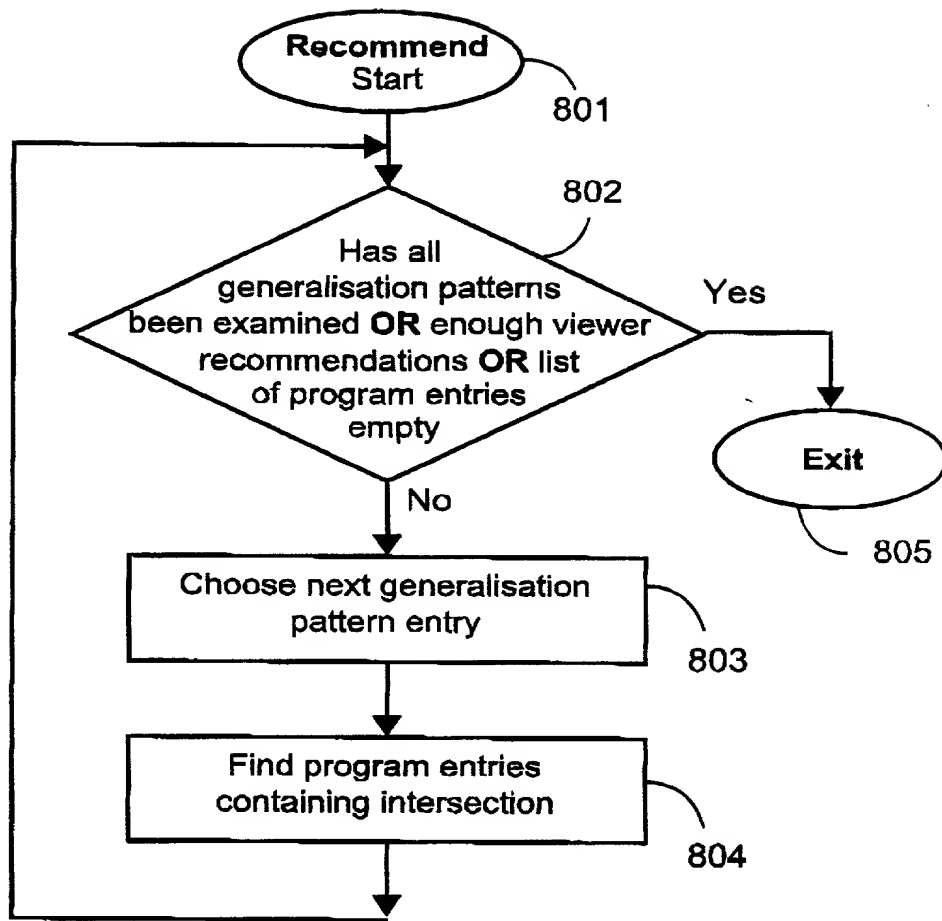 Recommend
Start
801
802
Has all
generalisation patterns
been examined OR enough viewer
recommendations OR list
of program entries
empty
Yes
Exit
805
No
Choose next generalisation
pattern entry
803
Find program entries
containing intersection
804